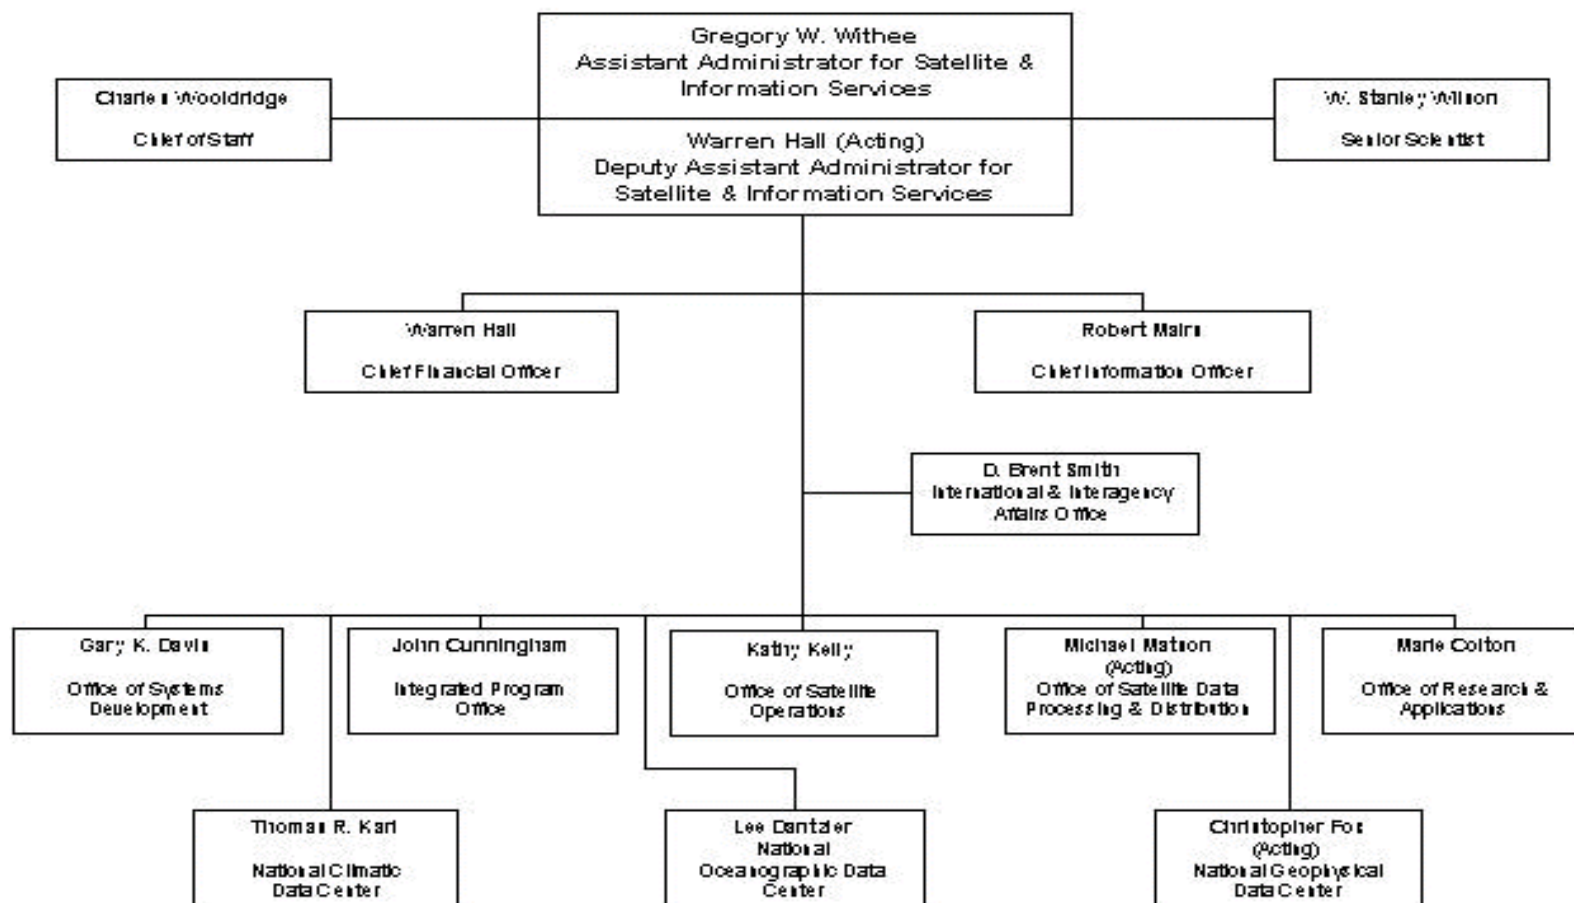 Gregory W. Withee
Assistant Administrator for Satellite &
Information Services
Charles Wooldridge
Chief of Staff
W. Stanley Wilson
Senior Scientist
Warren Hall (Acting)
Deputy Assistant Administrator for
Satellite & Information Services
Warren Hall
Chief Financial Officer
Robert Mairs
Chief Information Officer
D. Brent Smith
International & Interagency
Affairs Office
Gary K. Davis
Office of Systems
Development
John Cunningham
Integrated Program
Office
Kathy Kelly
Office of Satellite
Operations
Michael Matson
(Acting)
Office of Satellite Data
Processing & Distribution
Marie Colton
Office of Research &
Applications
Thomas R. Karl
National Climatic
Data Center
Lee Dantzler
National
Oceanographic Data
Center
Christopher Fox
(Acting)
National Geophysical
Data Center